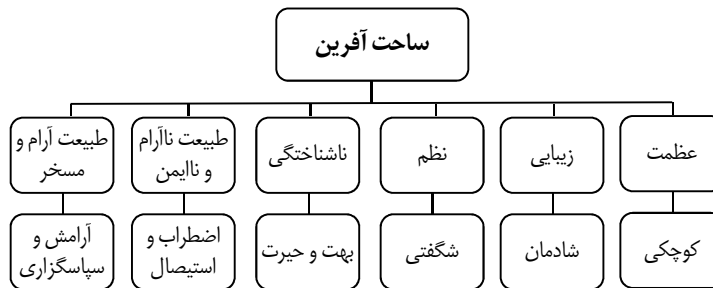 ساحت آفرین
عظمت
زیبایی
نظم
ناشناختگی
طبیعت ناآرام
و ناایمن
طبیعت آرام و
مسخر
کوچکی
شادمان
شگفتی
بهت و حیرت
اضطراب و
استیصال
آرامش و
سپاسگزاری